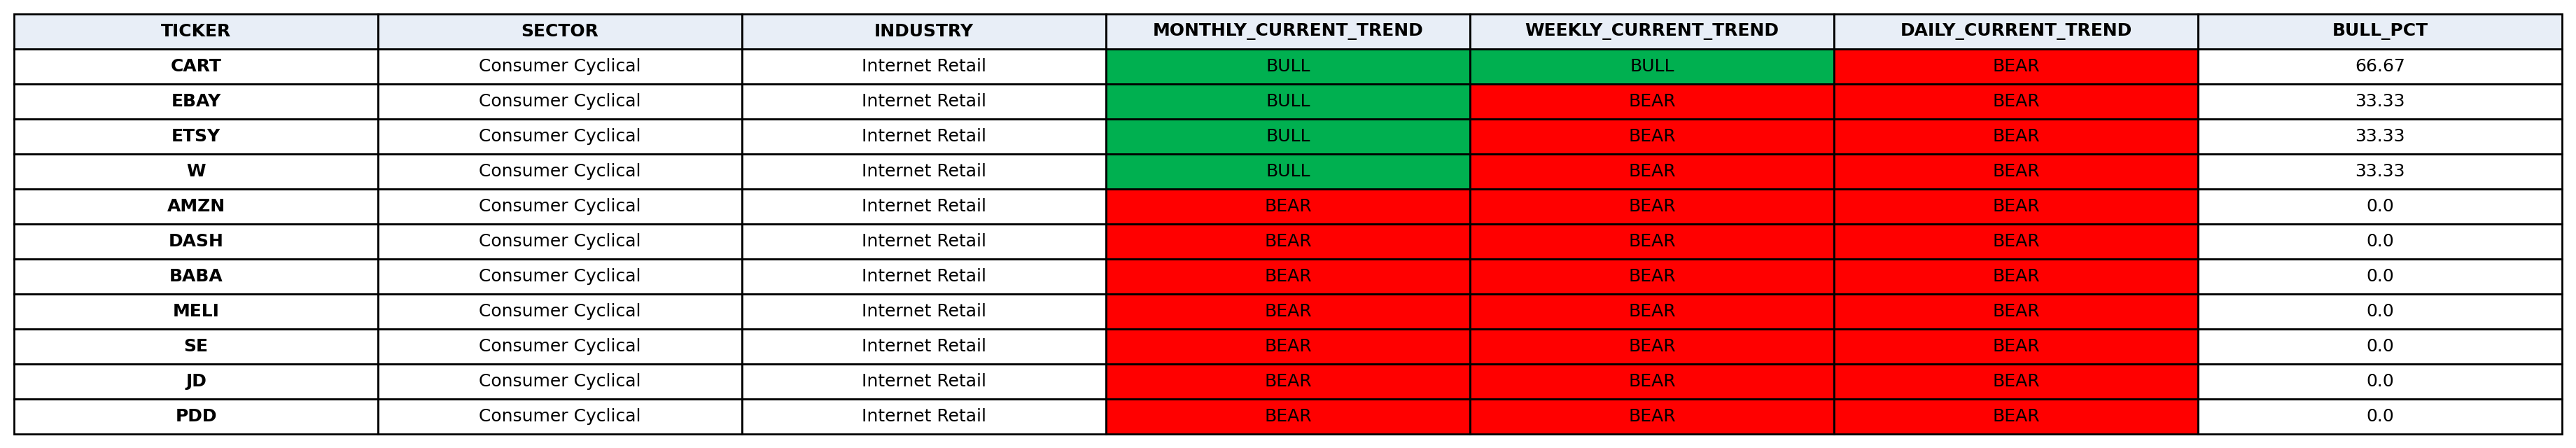 TICKER SECTOR INDUSTRY MONTHLY_CURRENT_TREND WEEKLY_CURRENT_TREND DAILY_CURRENT_TREND BULL_PCT
CART Consumer Cyclical Internet Retail BULL BULL BEAR 66.67
EBAY Consumer Cyclical Internet Retail BULL BEAR BEAR 33.33
ETSY Consumer Cyclical Internet Retail BULL BEAR BEAR 33.33
W Consumer Cyclical Internet Retail BULL BEAR BEAR 33.33
AMZN Consumer Cyclical Internet Retail BEAR BEAR BEAR 0.0
DASH Consumer Cyclical Internet Retail BEAR BEAR BEAR 0.0
BABA Consumer Cyclical Internet Retail BEAR BEAR BEAR 0.0
MELI Consumer Cyclical Internet Retail BEAR BEAR BEAR 0.0
SE Consumer Cyclical Internet Retail BEAR BEAR BEAR 0.0
JD Consumer Cyclical Internet Retail BEAR BEAR BEAR 0.0
PDD Consumer Cyclical Internet Retail BEAR BEAR BEAR 0.0